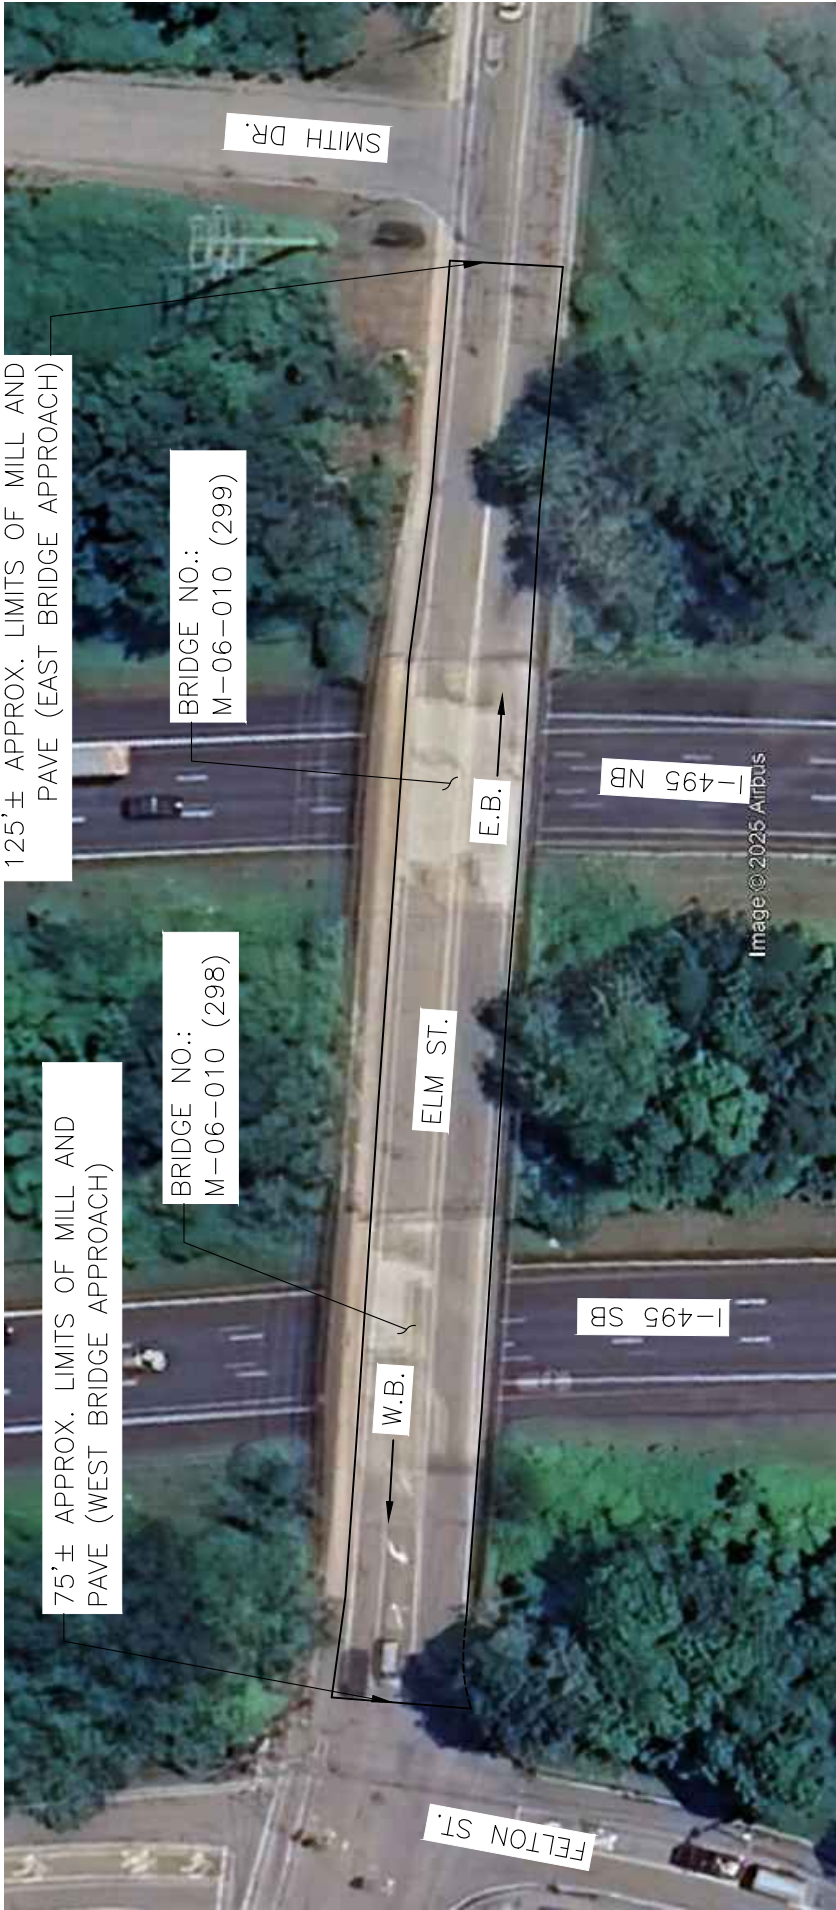 SMITH DR.
125'± APPROX. LIMITS OF MILL AND
PAVE (EAST BRIDGE APPROACH)
BRIDGE NO.:
M-06-010 (299)
E.B.
I-495 NB
Image © 2025 Airbus
BRIDGE NO.:
M-06-010 (298)
ELM ST.
75'± APPROX. LIMITS OF MILL AND
PAVE (WEST BRIDGE APPROACH)
W.B.
I-495 SB
FELTON ST.